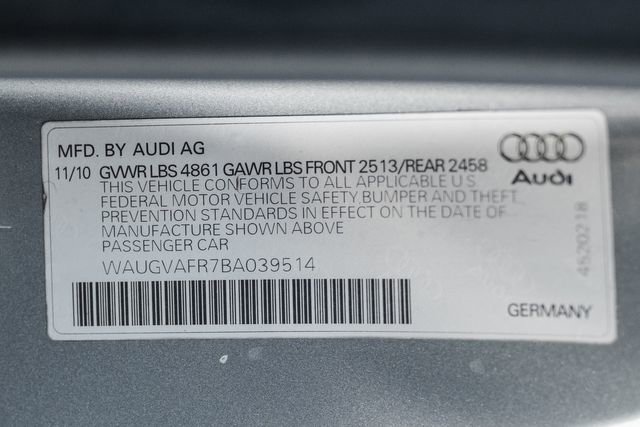 MFD. BY AUDI AG
11/10 GVWR LBS 4861 GAWR LBS FRONT 2513/REAR 2458
THIS VEHICLE CONFORMS TO ALL APPLICABLE U S
FEDERAL MOTOR VEHICLE SAFETY, BUMPER AND THEFT
PREVENTION STANDARDS IN EFFECT ON THE DATE OF
MANUFACTURE SHOWN ABOVE
PASSENGER CAR
WAUGVAFR7BA039514
Audi
4620218
GERMANY